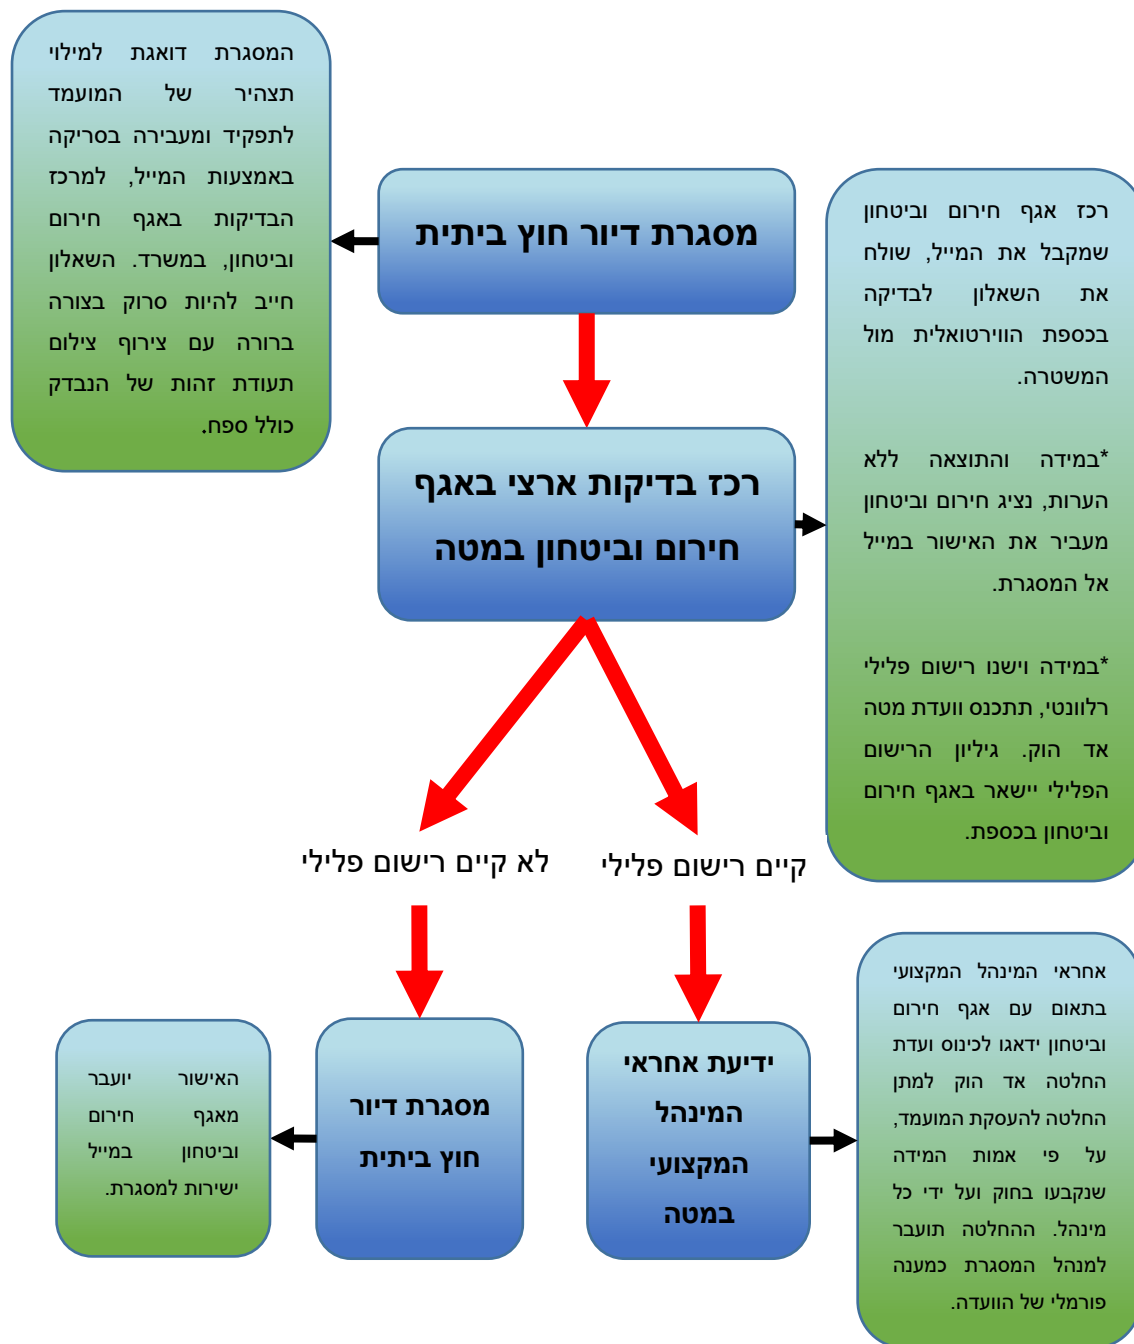 המסגרת דואגת למילוי
תצהיר של המועמד
לתפקיד ומעבירה בסריקה
באמצעות המייל, למרכז
הבדיקות באגף חירום
וביטחון, במשרד. השאלון
חייב להיות סרוק בצורה
ברורה עם צירוף צילום
תעודת זהות של הנבדק
כולל ספח.
מסגרת דיור חוץ ביתית
רכז אגף חירום וביטחון
שמקבל את המייל, שולח
את השאלון לבדיקה
בכספת הווירטואלית מול
המשטרה.
*במידה והתוצאה ללא
הערות, נציג חירום וביטחון
מעביר את האישור במייל
אל המסגרת.
*במידה וישנו רישום פלילי
רלוונטי, תתכנס וועדת מטה
אד הוק. גיליון הרישום
הפלילי יישאר באגף חירום
וביטחון בכספת.
רכז בדיקות ארצי באגף
חירום וביטחון במטה
קיים רישום פלילי
לא קיים רישום פלילי
אחראי המינהל המקצועי
בתאום עם אגף חירום
וביטחון ידאגו לכינוס ועדת
החלטה אד הוק למתן
החלטה להעסקת המועמד,
על פי אמות המידה
שנקבעו בחוק ועל ידי כל
מינהל. ההחלטה תועבר
למנהל המסגרת כמענה
פורמלי של הוועדה.
ידיעת אחראי
המינהל
המקצועי
במטה
מסגרת דיור
חוץ ביתית
האישור יועבר
מאגף חירום
וביטחון במייל
ישירות למסגרת.